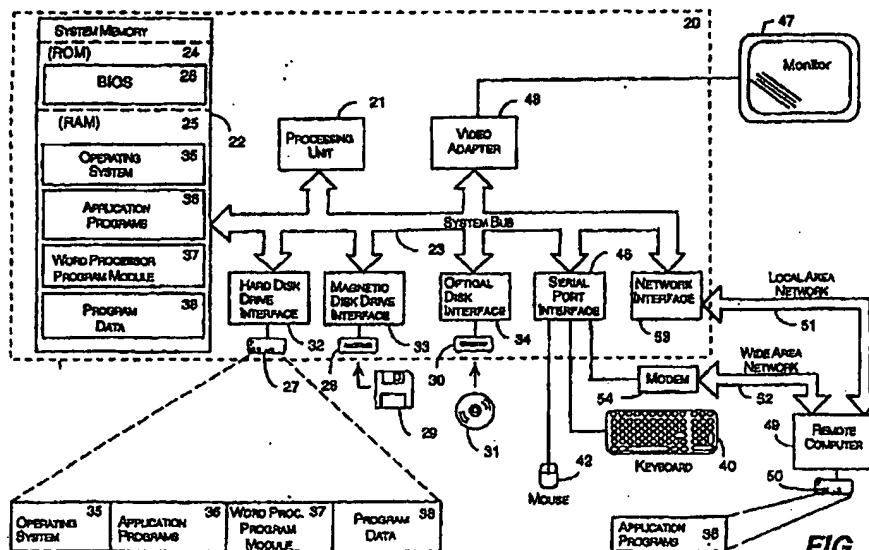 SYSTEM MEMORY
(ROM) 24
BIOS 26
(RAM) 25
OPERATING SYSTEM 35
APPLICATION PROGRAMS 36
WORD PROCESSOR PROGRAM MODULE 37
PROGRAM DATA 38
22
20
21
PROCESSING UNIT
48
VIDEO ADAPTER
47
Monitor
SYSTEM BUS
23
HARD DISK DRIVE INTERFACE
32
MAGNETIC DISK DRIVE INTERFACE
33
OPTICAL DISK INTERFACE
34
46
SERIAL PORT INTERFACE
NETWORK INTERFACE
53
LOCAL AREA NETWORK
51
WIDE AREA NETWORK
52
MODEM
54
27
28
29
30
31
42
MOUSE
KEYBOARD
40
49
REMOTE COMPUTER
50
OPERATING SYSTEM 35
APPLICATION PROGRAMS 36
WORD PROC. PROGRAM MODULE 37
PROGRAM DATA 38
APPLICATION PROGRAMS 36
FIG